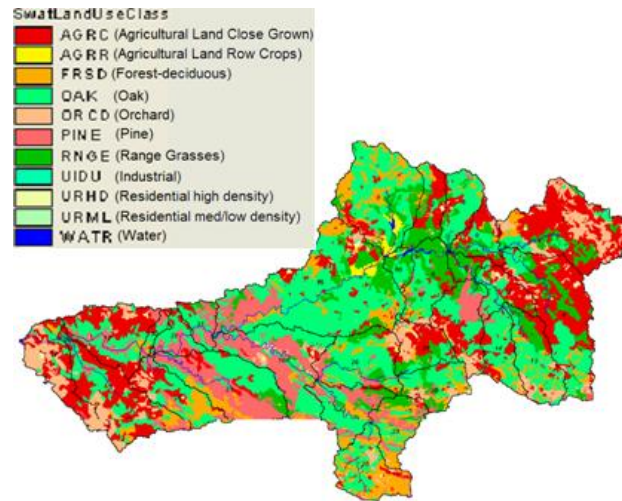 SwatLandUseClass
AGRC (Agricultural Land Close Grown)
AGRR (Agricultural Land Row Crops)
FRSD (Forest-deciduous)
OAK (Oak)
ORCD (Orchard)
PINE (Pine)
RNGE (Range Grasses)
UIDU (Industrial)
URHD (Residential high density)
URML (Residential med/low density)
WATR (Water)